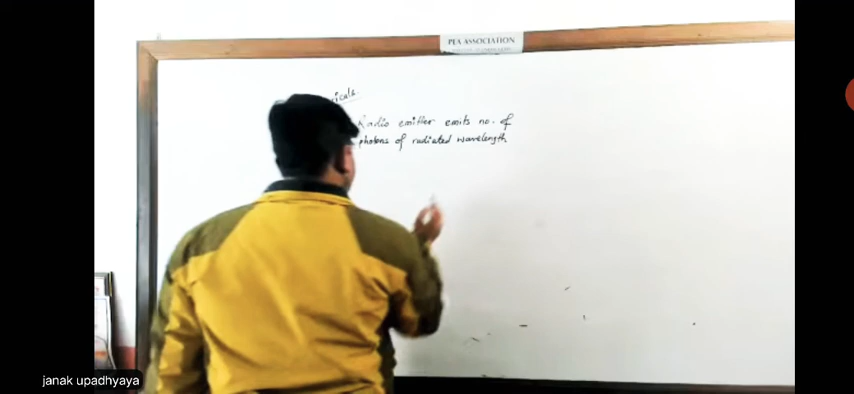 PEA ASSOCIATION
Radio emitter emits no. of
photons of radiated wavelength
janak upadhyaya